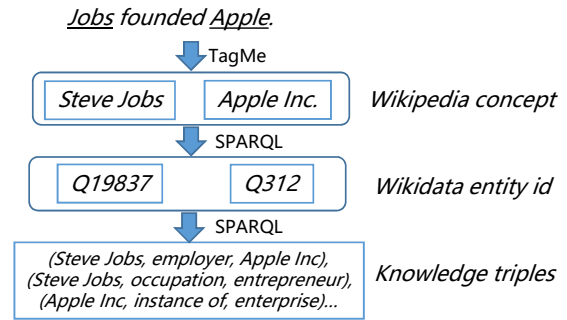 Jobs founded Apple.
TagMe
Steve Jobs Apple Inc. Wikipedia concept
SPARQL
Q19837 Q312 Wikidata entity id
SPARQL
(Steve Jobs, employer, Apple Inc),
(Steve Jobs, occupation, entrepreneur),
(Apple Inc, instance of, enterprise)...
Knowledge triples